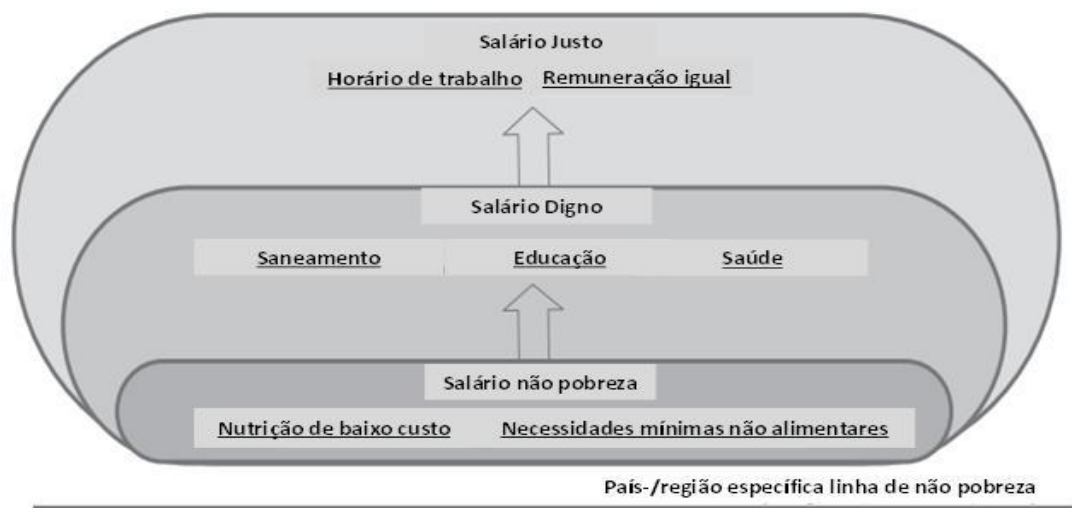 Salário Justo
Horário de trabalho Remuneração igual
Salário Digno
Saneamento Educação Saúde
Salário não pobreza
Nutrição de baixo custo Necessidades mínimas não alimentares
País-/região específica linha de não pobreza